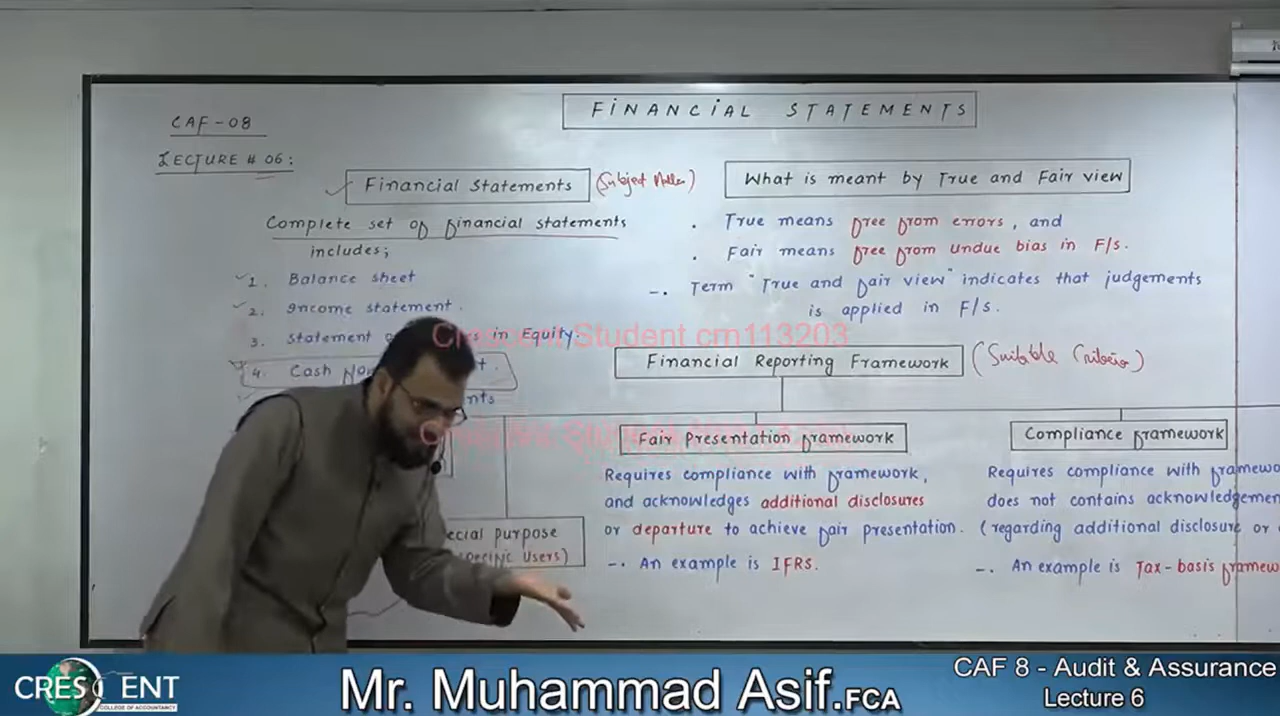 FINANCIAL STATEMENTS
CAF-08
LECTURE # 06:
Financial Statements (Subject Matter)
Complete set of financial statements
includes;
1. Balance sheet
2. Income statement.
3. Statement in Equity.
4. Cash
What is meant by True and Fair view
. True means free from errors, and
. Fair means free from undue bias in F/s.
-. Term "True and fair view" indicates that judgements
is applied in F/s.
Crescent Student cm113203
Financial Reporting Framework (Suitable Criteria)
Fair Presentation framework
Requires compliance with framework,
and acknowledges additional disclosures
or departure to achieve fair presentation.
-. An example is IFRS.
Compliance framework
Requires compliance with
does not contains
(regarding additional disclosure or
-. An example is Tax-basis
purpose
Users)
CRESCENT
COLLEGE OF ACCOUNTANCY
Mr. Muhammad Asif.FCA
CAF 8 - Audit & Assurance
Lecture 6